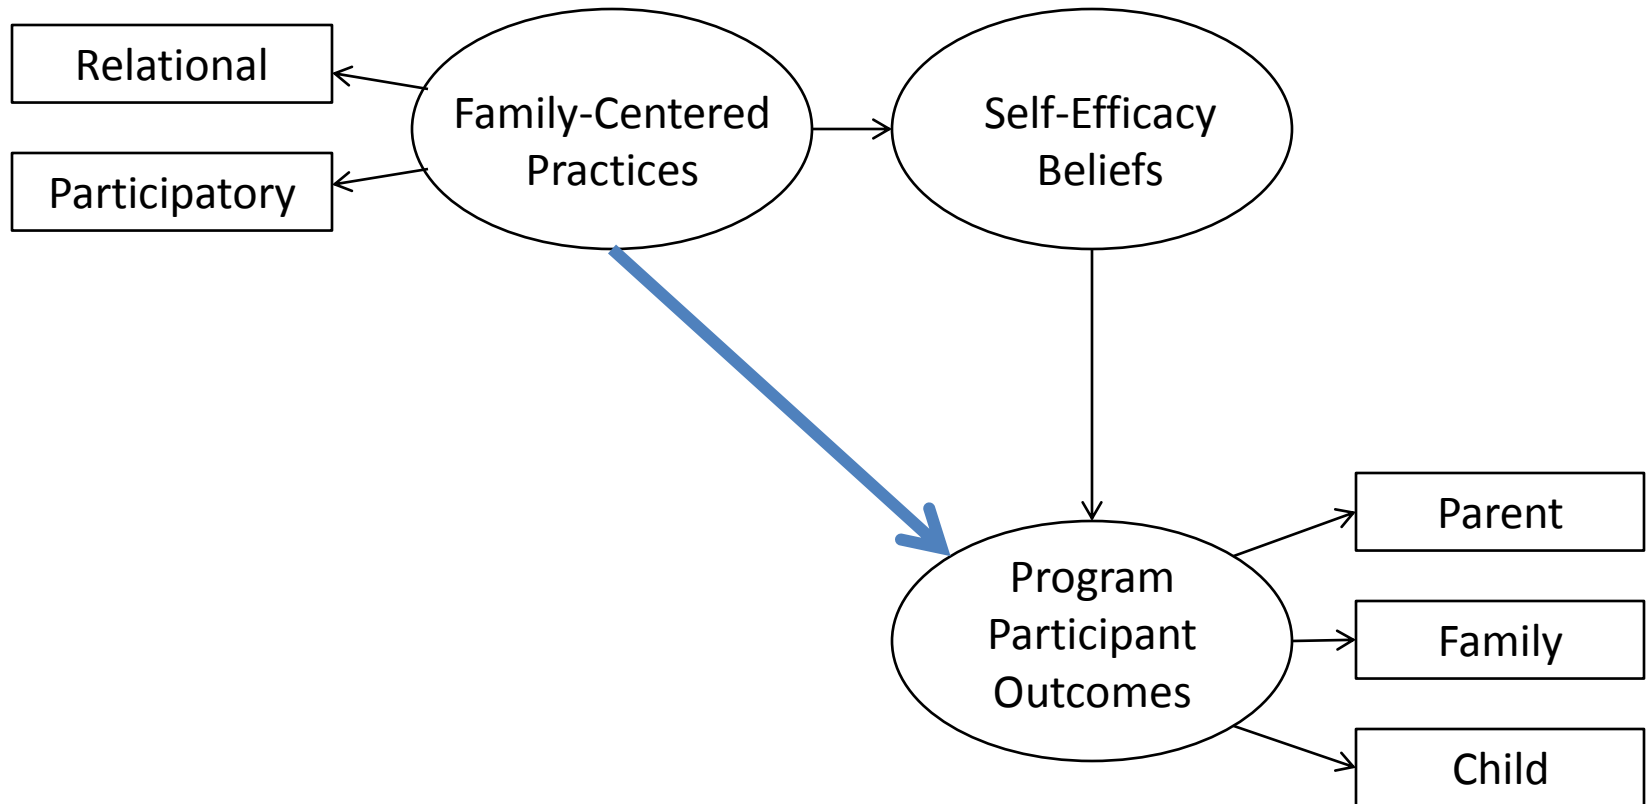 Relational
Participatory
Family-Centered
Practices
Self-Efficacy
Beliefs
Program
Participant
Outcomes
Parent
Family
Child